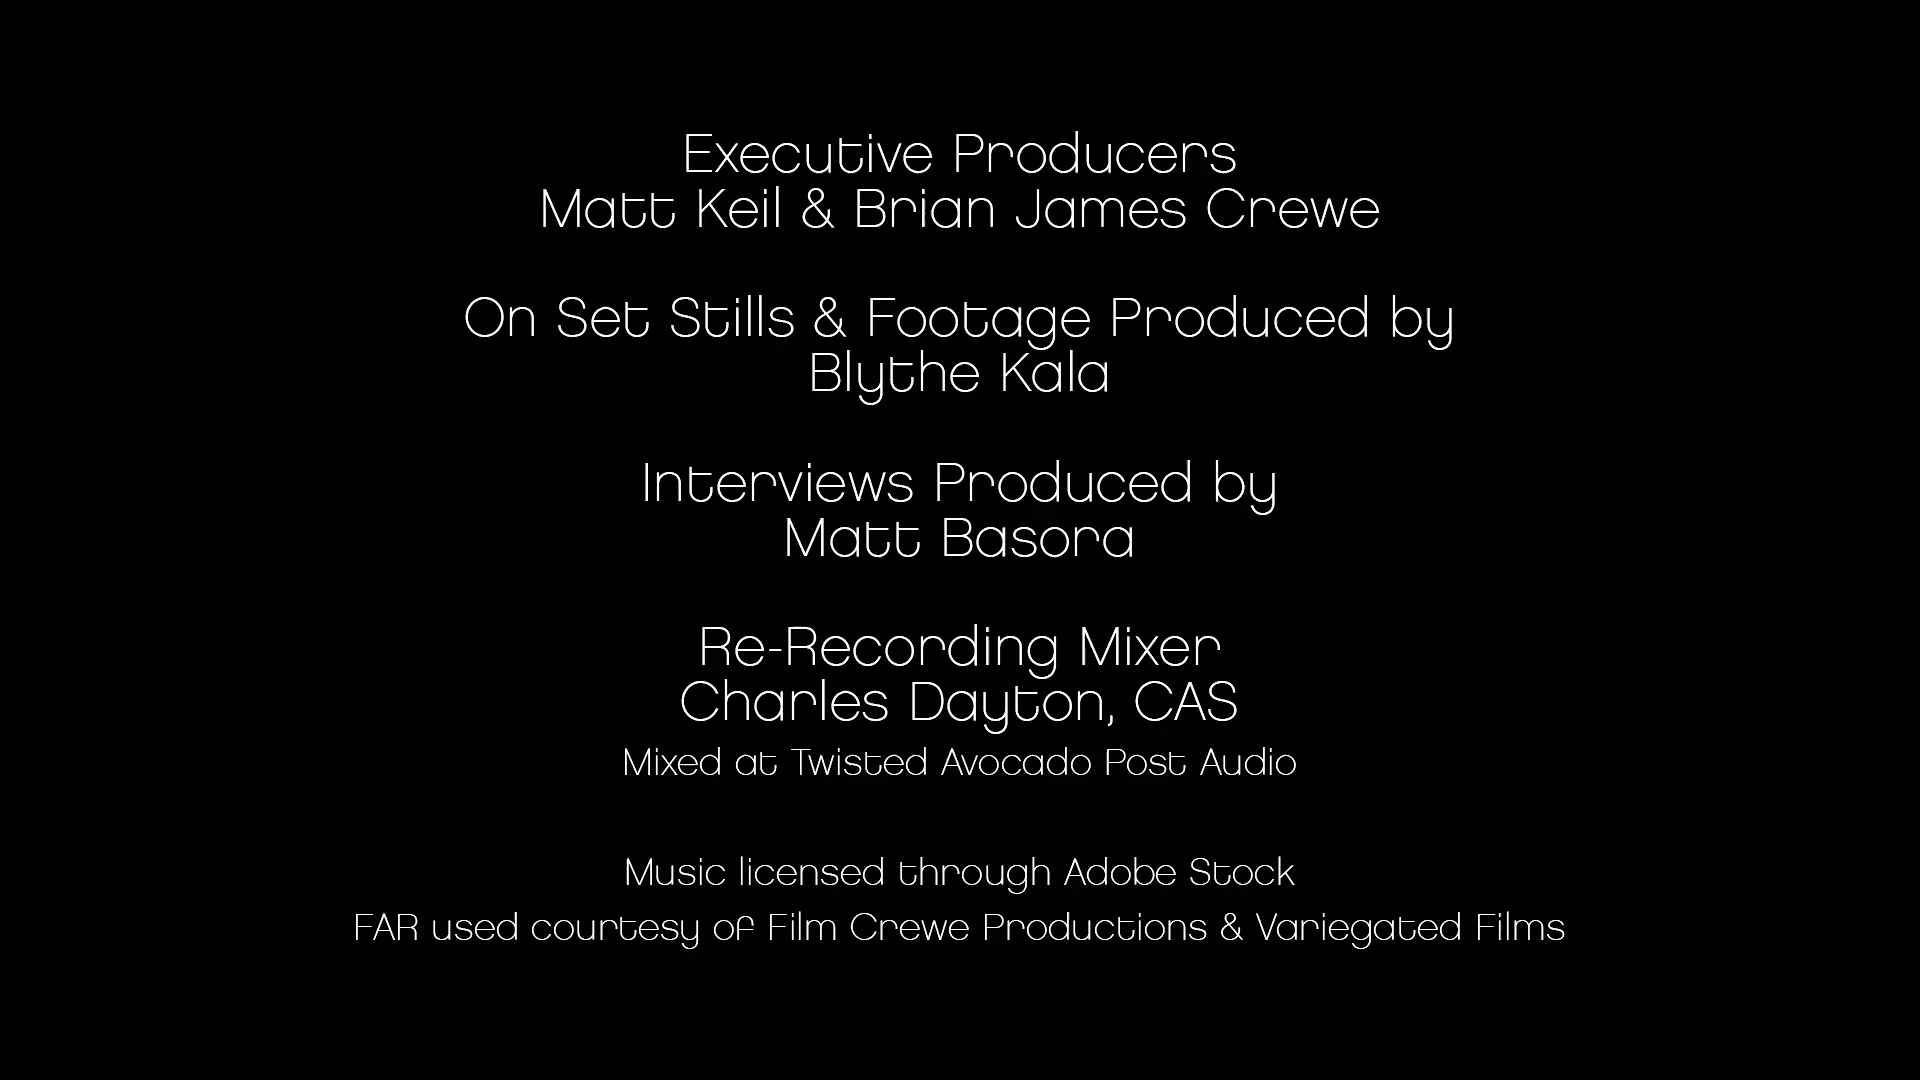 Executive Producers
Matt Keil & Brian James Crewe
On Set Stills & Footage Produced by
Blythe Kala
Interviews Produced by
Matt Basora
Re-Recording Mixer
Charles Dayton, CAS
Mixed at Twisted Avocado Post Audio
Music licensed through Adobe Stock
FAR used courtesy of Film Crewe Productions & Variegated Films